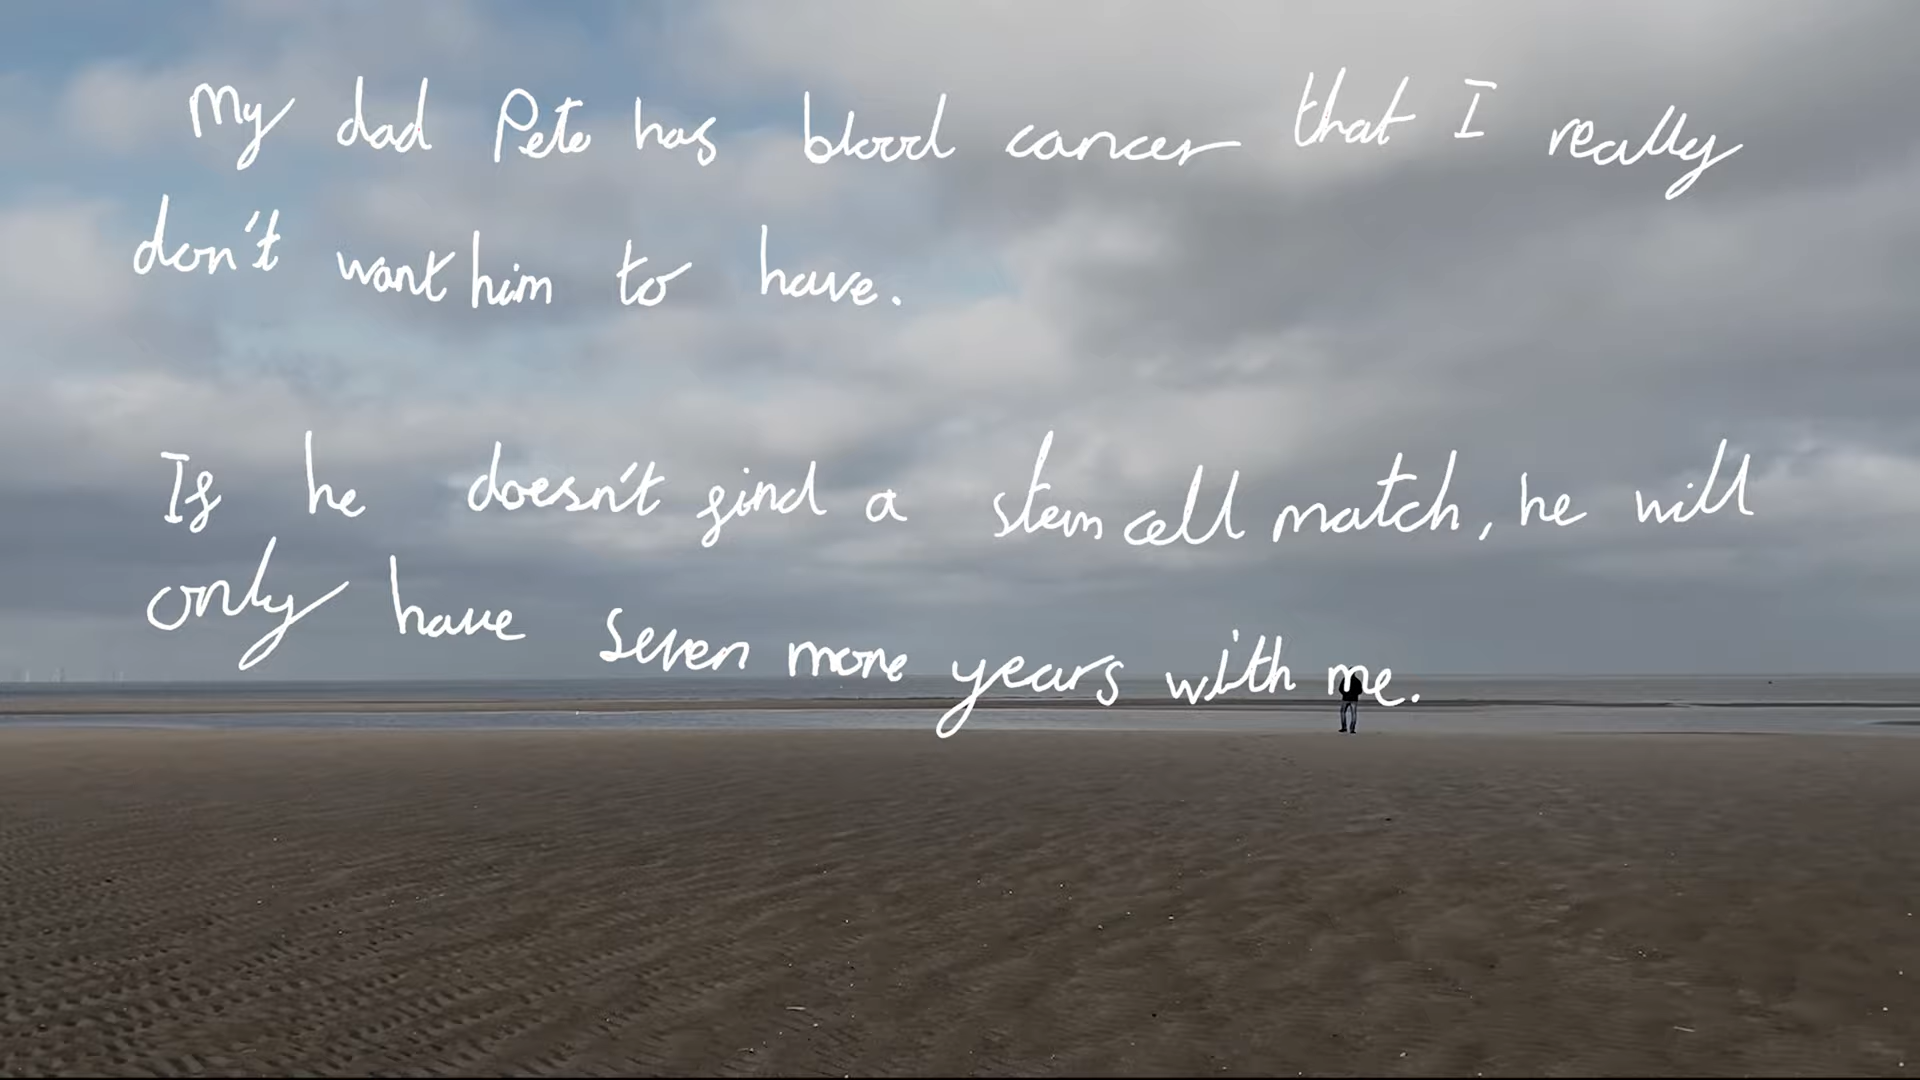 My dad Pete has blood cancer that I really
don't want him to have.
If he doesn't find a stem cell match, he will
only have seven more years with me.